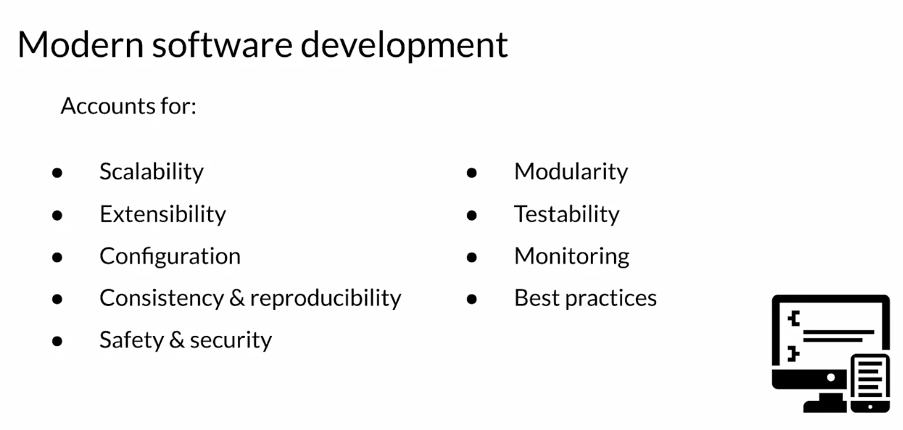 Modern software development
Accounts for:
● Scalability
● Extensibility
● Configuration
● Consistency & reproducibility
● Safety & security
● Modularity
● Testability
● Monitoring
● Best practices